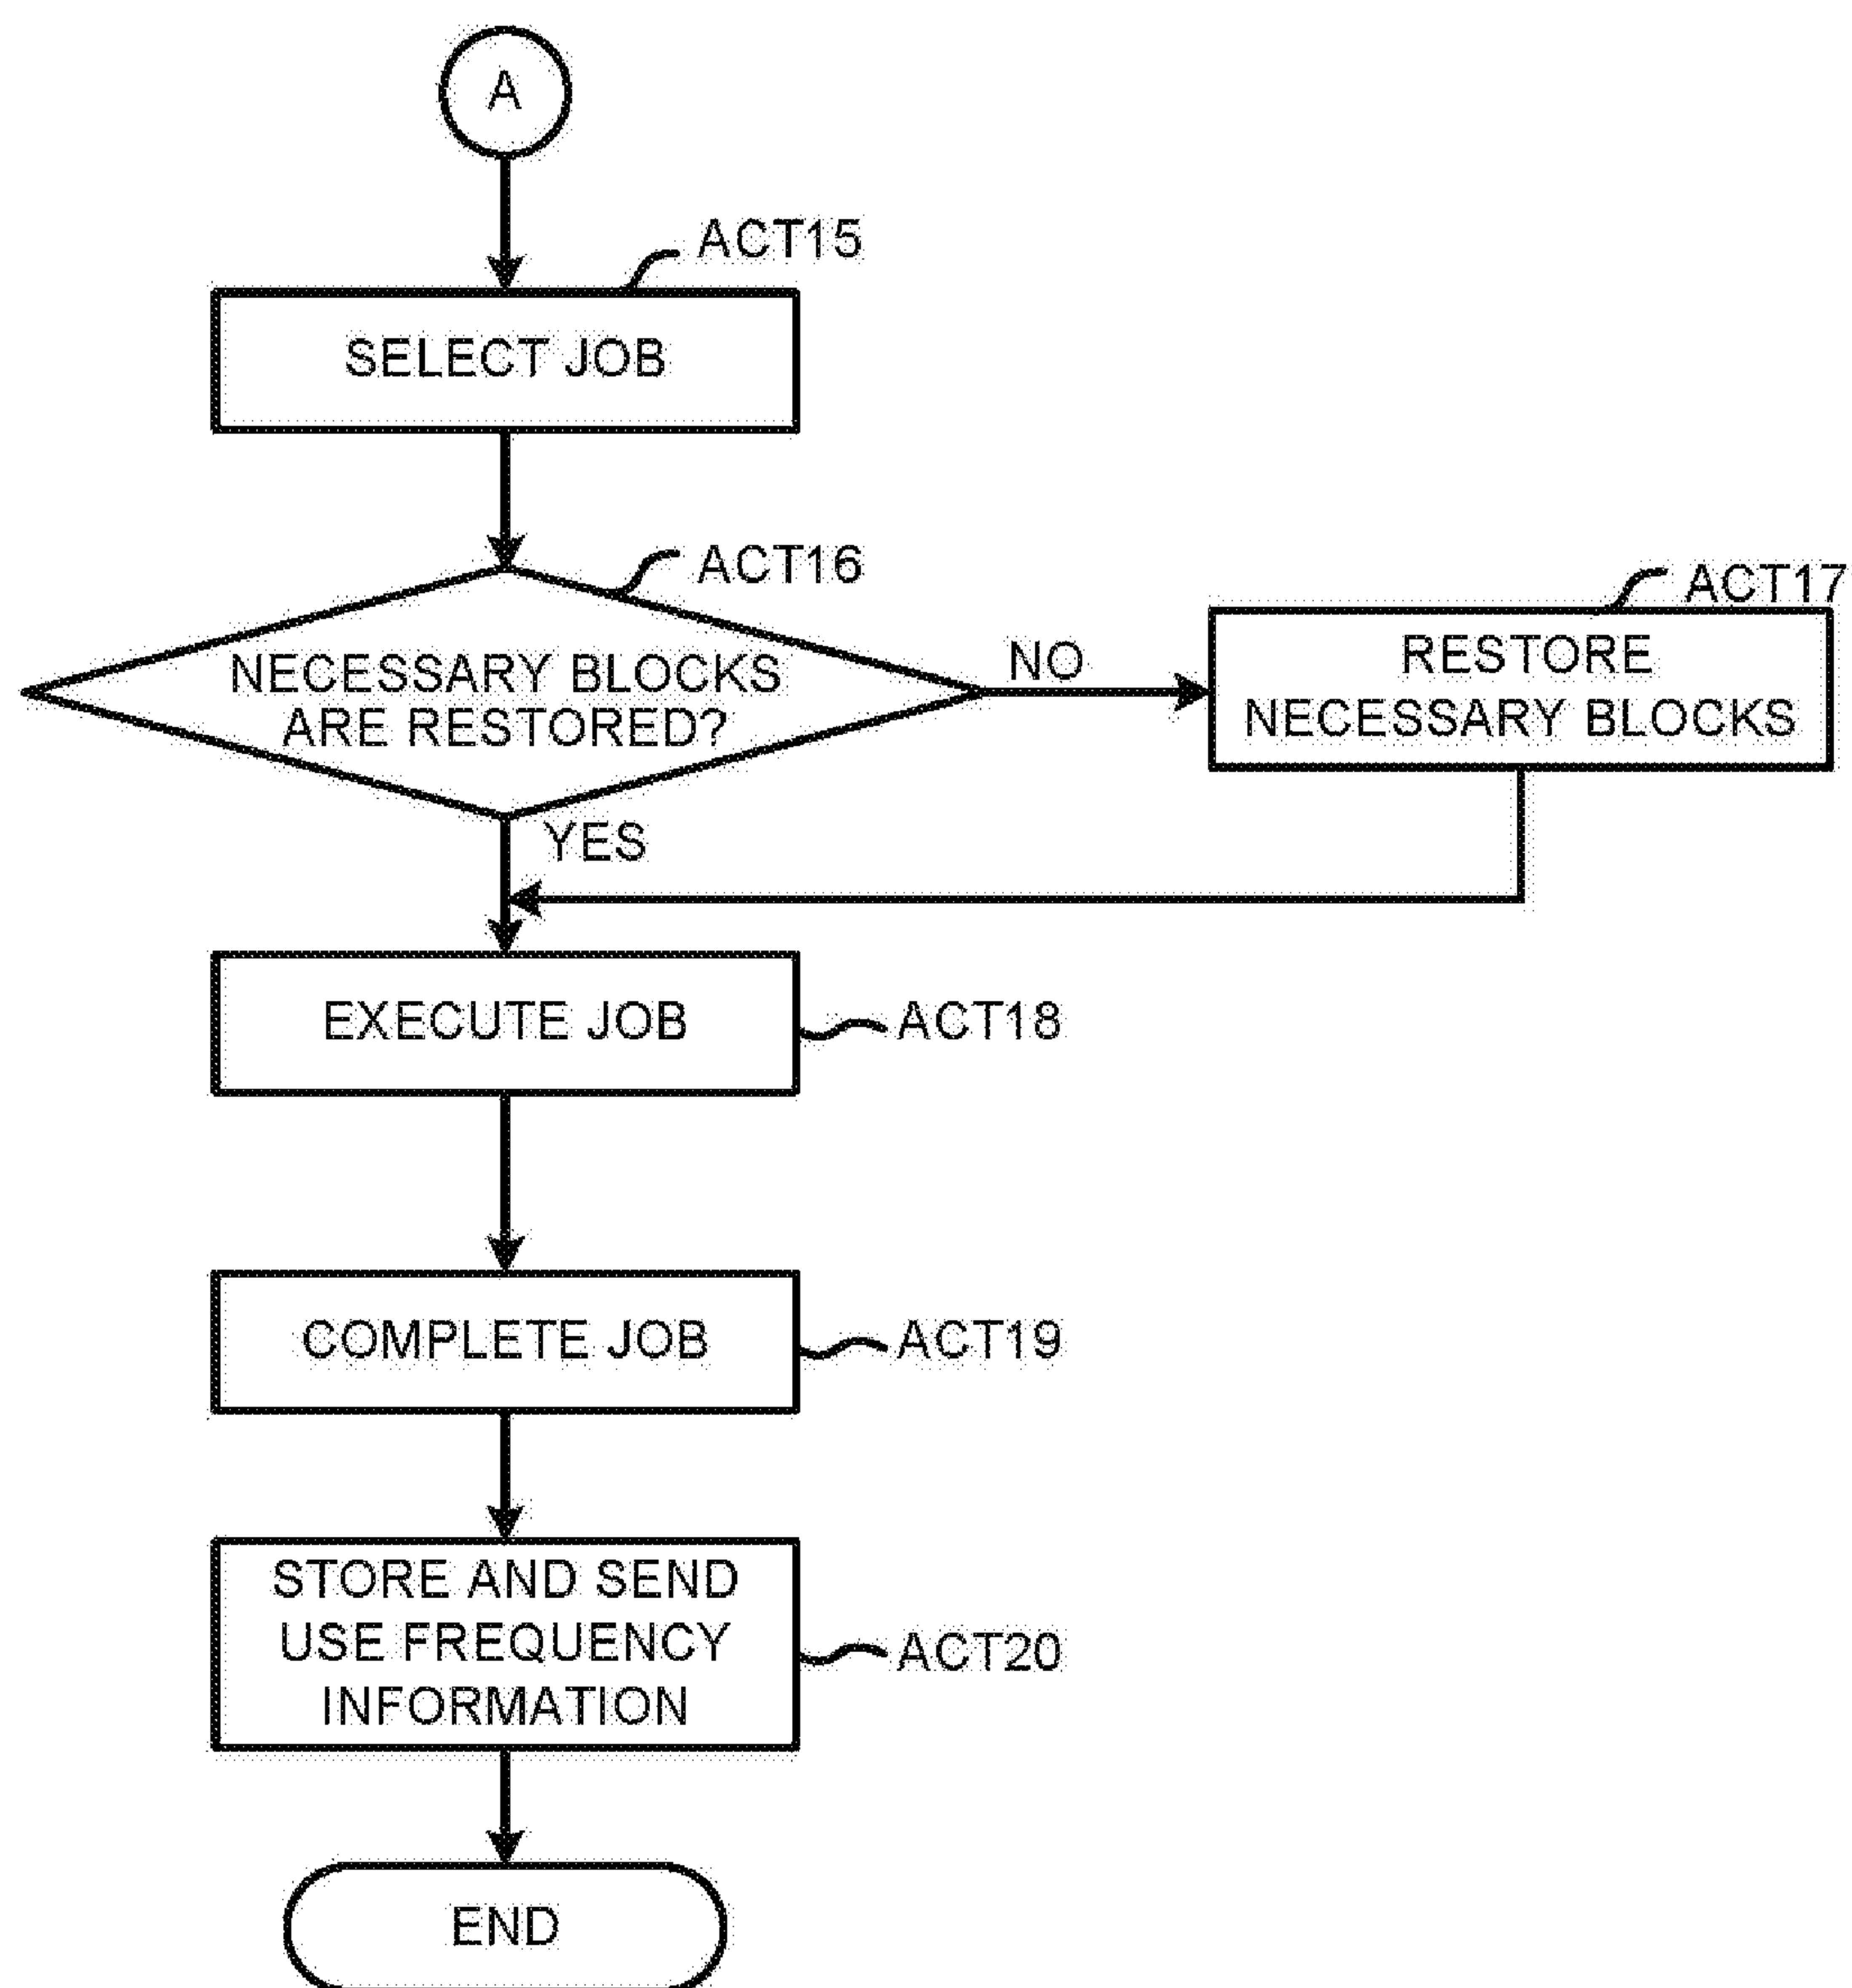 A
ACT15
SELECT JOB
ACT16
NECESSARY BLOCKS
ARE RESTORED?
NO
ACT17
RESTORE
NECESSARY BLOCKS
YES
EXECUTE JOB
ACT18
COMPLETE JOB
ACT19
STORE AND SEND
USE FREQUENCY
INFORMATION
ACT20
END